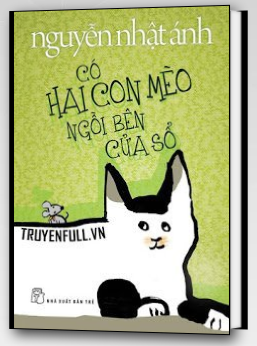 nguyễn nhật ánh
CÓ
HAI CON MÈO
NGỒI BÊN
CỬA SỔ
TRUYENFULL.VN
NHÀ XUẤT BẢN TRẺ